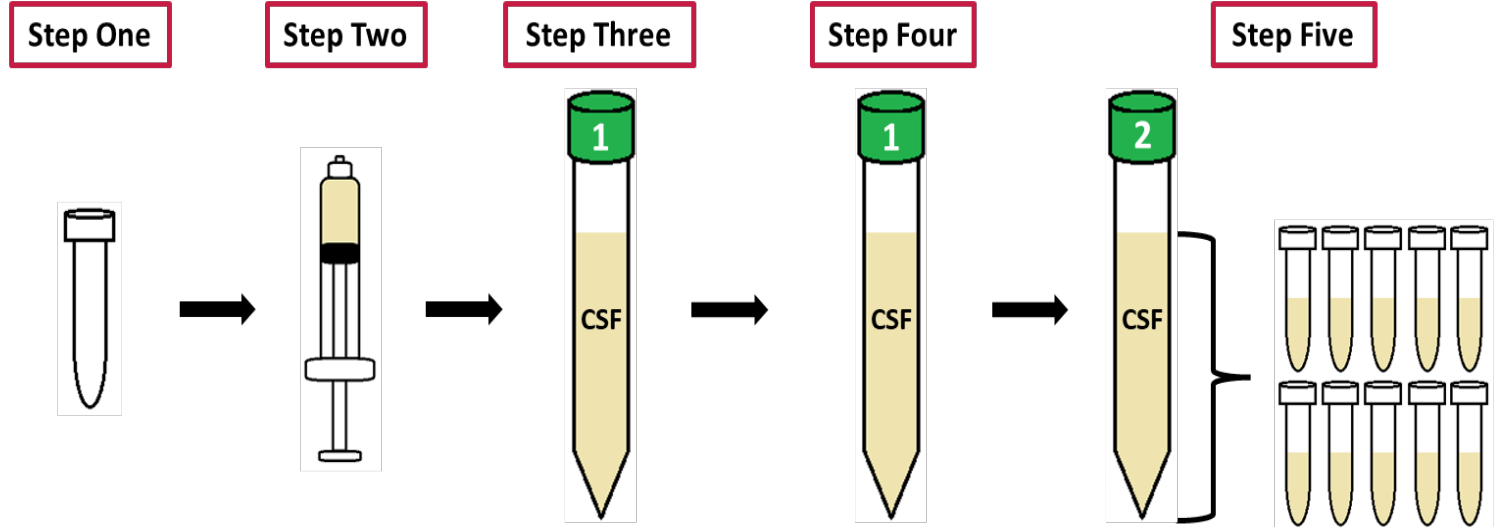 Step One
Step Two
Step Three
Step Four
Step Five
1
1
2
CSF
CSF
CSF